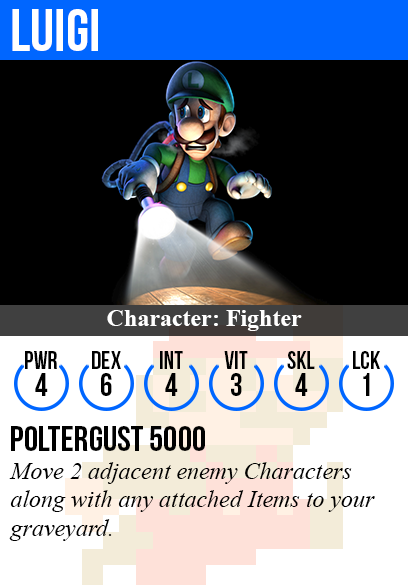 LUIGI
L
Character: Fighter
PWR DEX INT VIT SKL LCK
4 6 4 3 4 1
POLTERGUST 5000
Move 2 adjacent enemy Characters
along with any attached Items to your
graveyard.